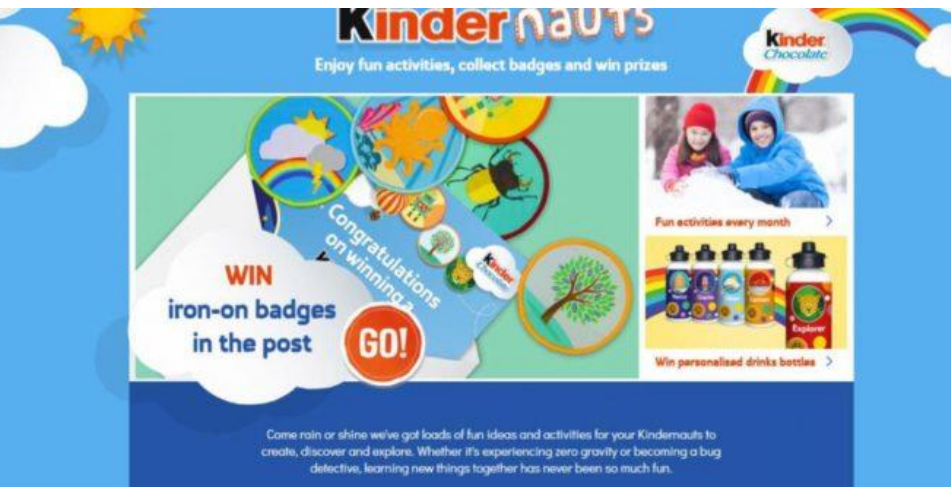 Kindernauts
Enjoy fun activities, collect badges and win prizes
Kinder
Chocolate
Congratulations
on winning a
Kinder
Chocolate
WIN
iron-on badges
in the post
GO!
Fun activities every month
Explorer
Win personalised drinks bottles
Come rain or shine we've got loads of fun ideas and activities for your Kindernauts to
create, discover and explore. Whether it's experiencing zero gravity or becoming a bug
detective, learning new things together has never been so much fun.